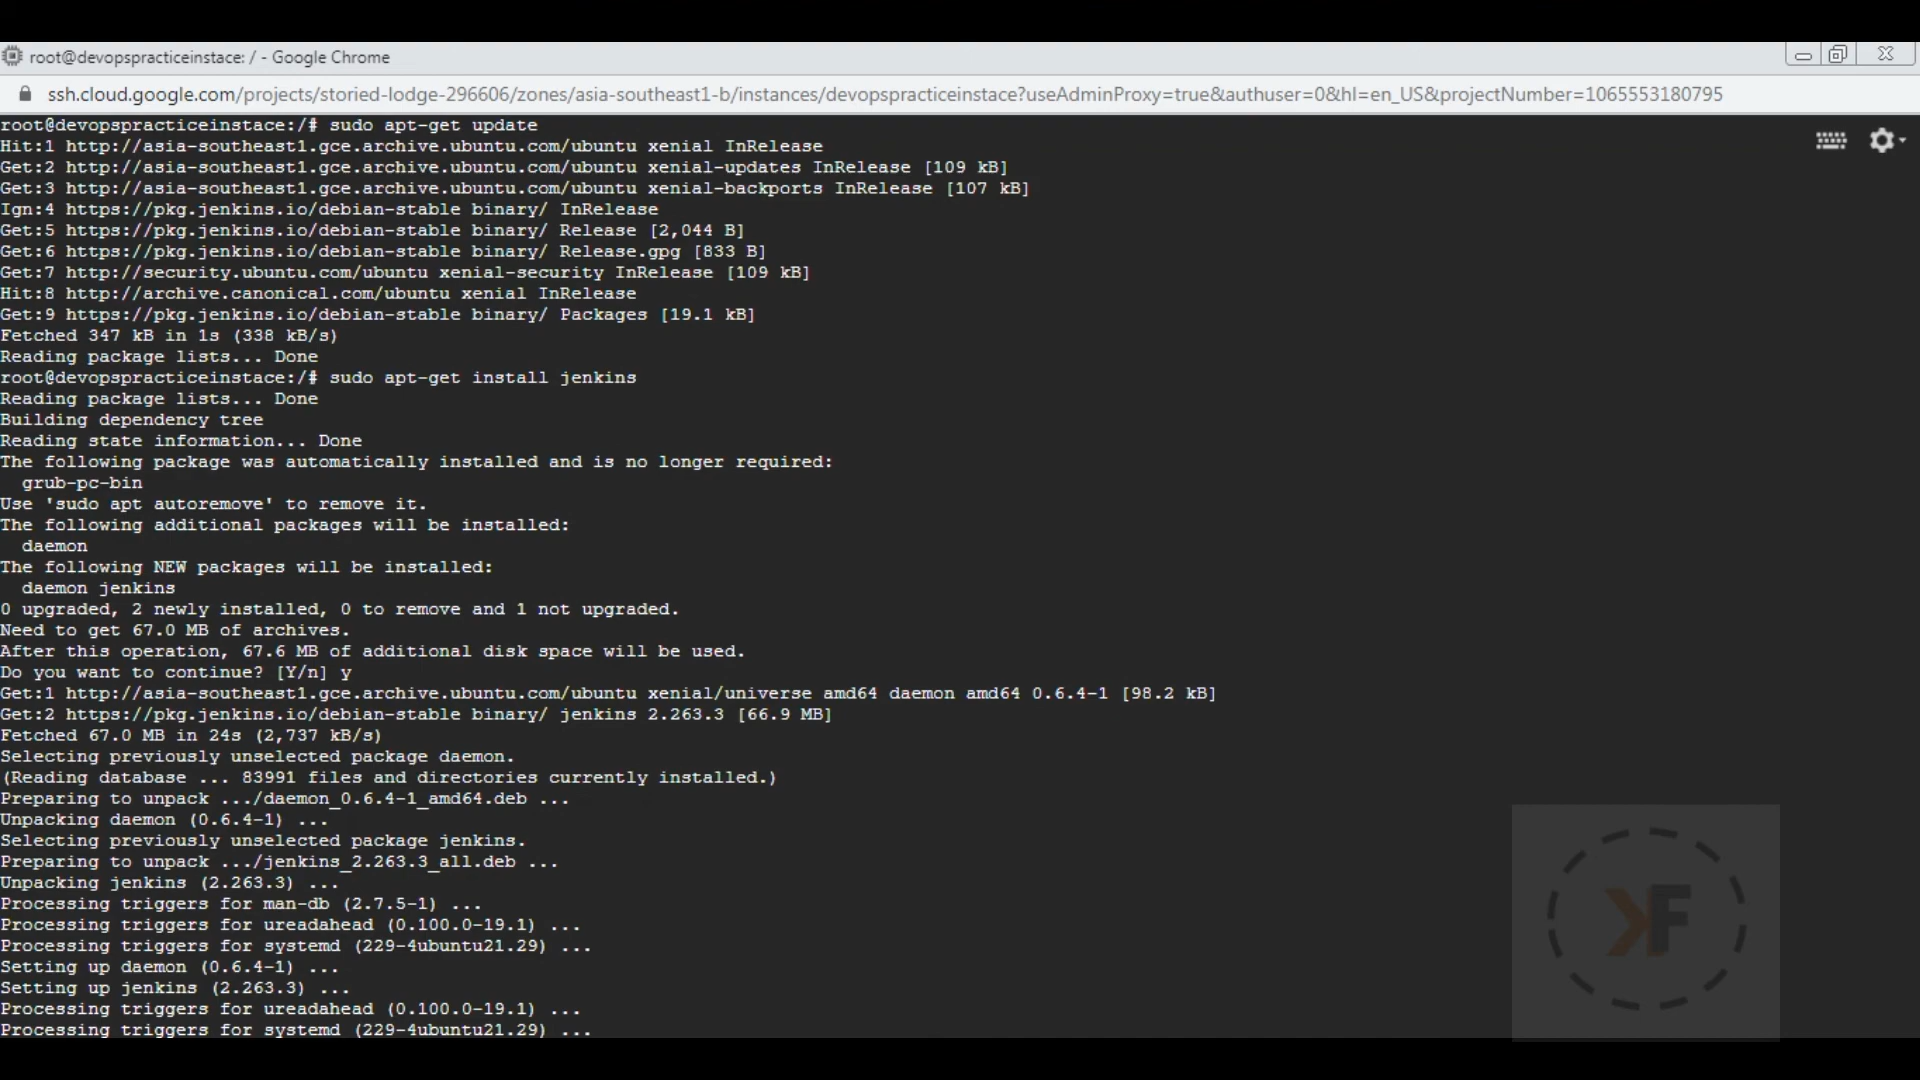 root@devopspracticeinstace: / - Google Chrome
ssh.cloud.google.com/projects/storied-lodge-296606/zones/asia-southeast1-b/instances/devopspracticeinstace?useAdminProxy=true&authuser=0&hl=en_US&projectNumber=1065553180795
root@devopspracticeinstace:/# sudo apt-get update
Hit:1 http://asia-southeast1.gce.archive.ubuntu.com/ubuntu xenial InRelease
Get:2 http://asia-southeast1.gce.archive.ubuntu.com/ubuntu xenial-updates InRelease [109 kB]
Get:3 http://asia-southeast1.gce.archive.ubuntu.com/ubuntu xenial-backports InRelease [107 kB]
Ign:4 https://pkg.jenkins.io/debian-stable binary/ InRelease
Get:5 https://pkg.jenkins.io/debian-stable binary/ Release [2,044 B]
Get:6 https://pkg.jenkins.io/debian-stable binary/ Release.gpg [833 B]
Get:7 http://security.ubuntu.com/ubuntu xenial-security InRelease [109 kB]
Hit:8 http://archive.canonical.com/ubuntu xenial InRelease
Get:9 https://pkg.jenkins.io/debian-stable binary/ Packages [19.1 kB]
Fetched 347 kB in 1s (338 kB/s)
Reading package lists... Done
root@devopspracticeinstace:/# sudo apt-get install jenkins
Reading package lists... Done
Building dependency tree
Reading state information... Done
The following package was automatically installed and is no longer required:
  grub-pc-bin
Use 'sudo apt autoremove' to remove it.
The following additional packages will be installed:
  daemon
The following NEW packages will be installed:
  daemon jenkins
0 upgraded, 2 newly installed, 0 to remove and 1 not upgraded.
Need to get 67.0 MB of archives.
After this operation, 67.6 MB of additional disk space will be used.
Do you want to continue? [Y/n] y
Get:1 http://asia-southeast1.gce.archive.ubuntu.com/ubuntu xenial/universe amd64 daemon amd64 0.6.4-1 [98.2 kB]
Get:2 https://pkg.jenkins.io/debian-stable binary/ jenkins 2.263.3 [66.9 MB]
Fetched 67.0 MB in 24s (2,737 kB/s)
Selecting previously unselected package daemon.
(Reading database ... 83991 files and directories currently installed.)
Preparing to unpack .../daemon_0.6.4-1_amd64.deb ...
Unpacking daemon (0.6.4-1) ...
Selecting previously unselected package jenkins.
Preparing to unpack .../jenkins_2.263.3_all.deb ...
Unpacking jenkins (2.263.3) ...
Processing triggers for man-db (2.7.5-1) ...
Processing triggers for ureadahead (0.100.0-19.1) ...
Processing triggers for systemd (229-4ubuntu21.29) ...
Setting up daemon (0.6.4-1) ...
Setting up jenkins (2.263.3) ...
Processing triggers for ureadahead (0.100.0-19.1) ...
Processing triggers for systemd (229-4ubuntu21.29) ...
KF